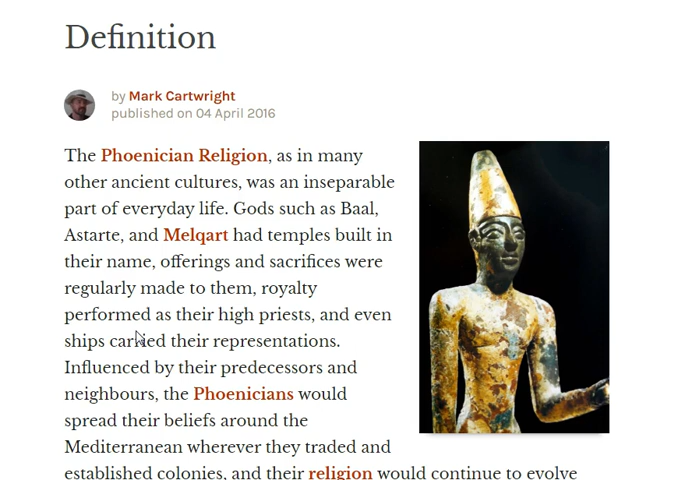 Definition
by Mark Cartwright
published on 04 April 2016
The Phoenician Religion, as in many
other ancient cultures, was an inseparable
part of everyday life. Gods such as Baal,
Astarte, and Melqart had temples built in
their name, offerings and sacrifices were
regularly made to them, royalty
performed as their high priests, and even
ships carried their representations.
Influenced by their predecessors and
neighbours, the Phoenicians would
spread their beliefs around the
Mediterranean wherever they traded and
established colonies, and their religion would continue to evolve